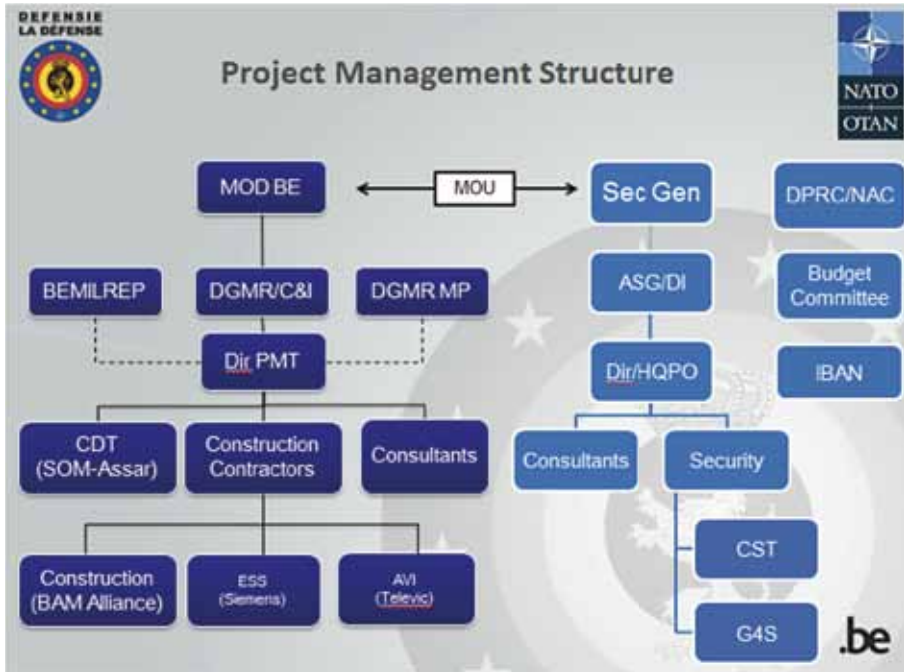 DEFENSIE
LA DÉFENSE
Project Management Structure
NATO
OTAN
MOD BE
MOU
Sec Gen
DPRC/NAC
BEMILREP
DGMR/C&I
DGMR MP
ASG/DI
Budget
Committee
Dir PMT
Dir/HQPO
IBAN
CDT
(SOM-Assar)
Construction
Contractors
Consultants
Consultants
Security
Construction
(BAM Alliance)
ESS
(Siemens)
AVI
(Televic)
CST
G4S
.be